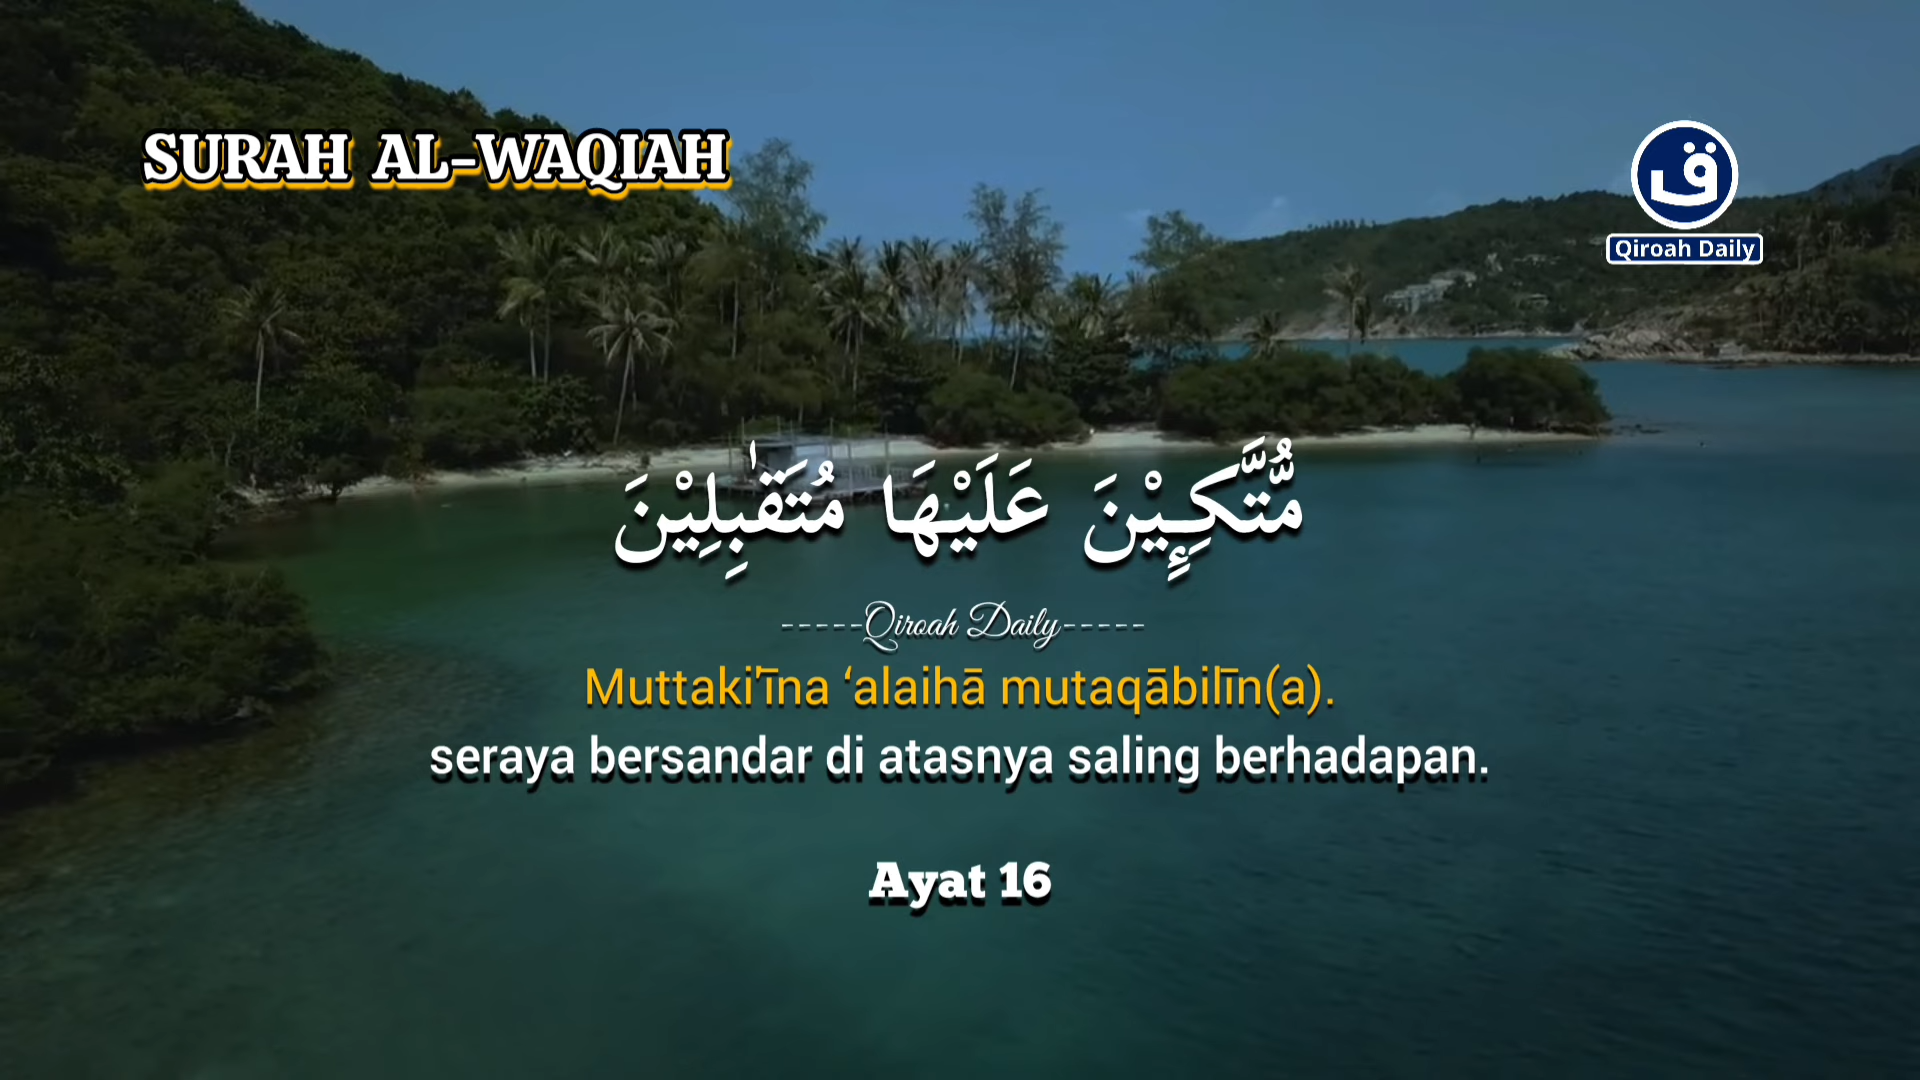 SURAH AL-WAQIAH
ق
Qiroah Daily
مُّتَّكِـِٕيْنَ عَلَيْهَا مُتَقٰبِلِيْنَ
-----Qiroah Daily-----
Muttaki'īna ‘alaihā mutaqābilīn(a).
seraya bersandar di atasnya saling berhadapan.
Ayat 16